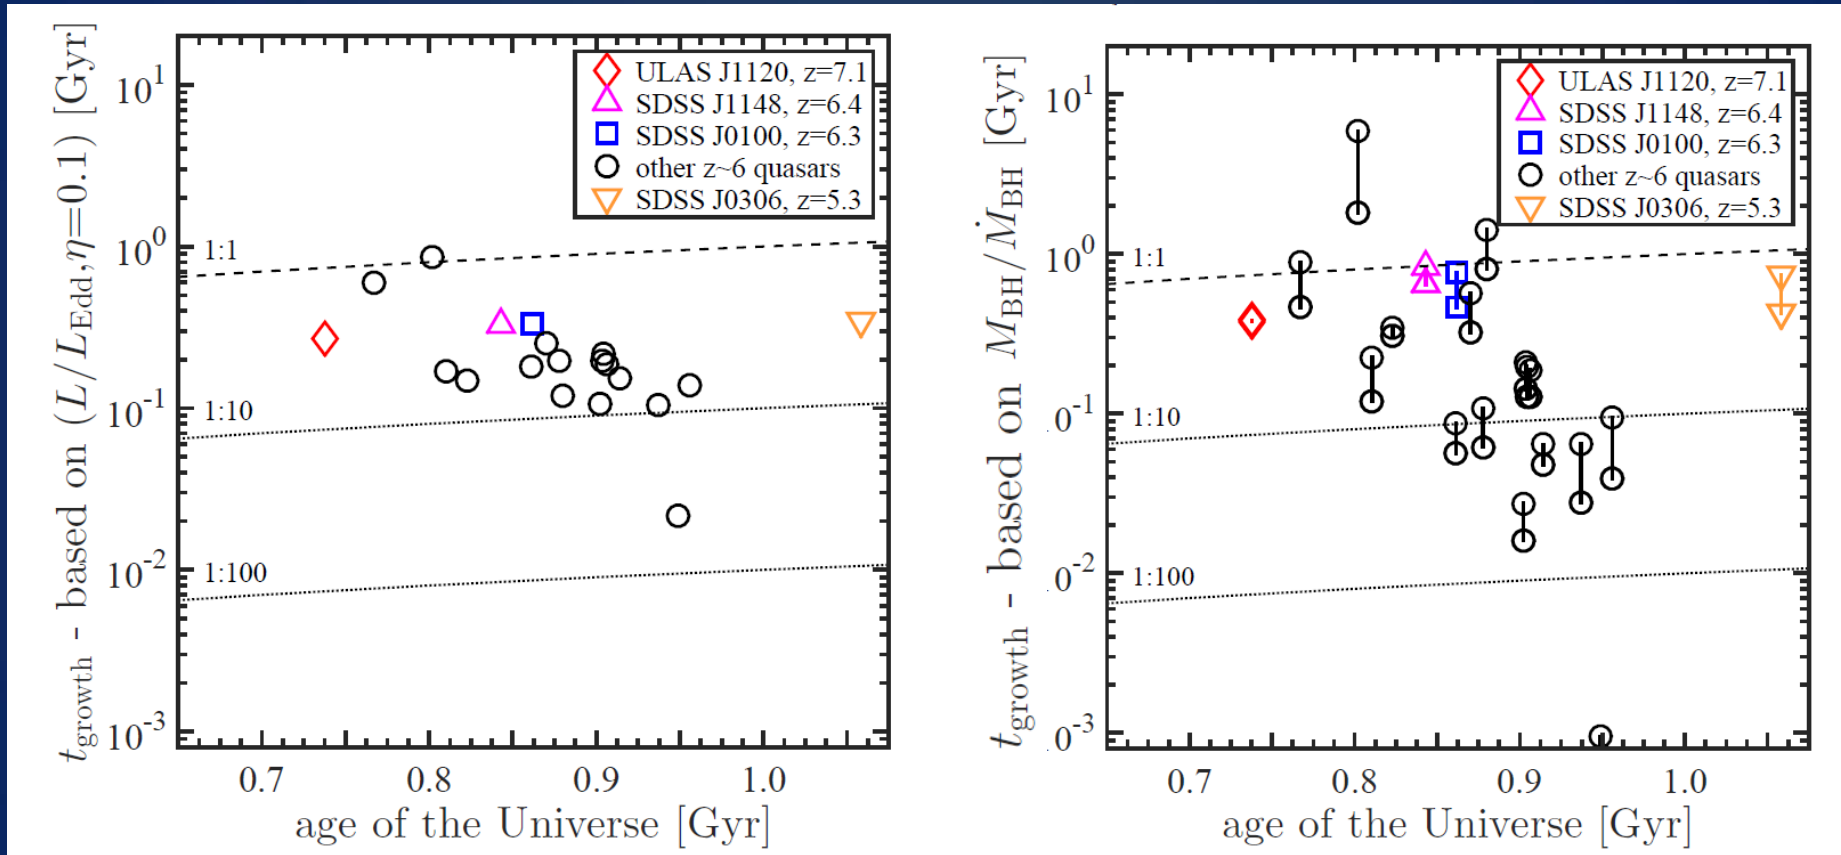 t_growth - based on (L/L_Edd,η=0.1) [Gyr]
10^1
10^0
10^-1
10^-2
10^-3
ULAS J1120, z=7.1
SDSS J1148, z=6.4
SDSS J0100, z=6.3
other z~6 quasars
SDSS J0306, z=5.3
1:1
1:10
1:100
0.7 0.8 0.9 1.0
age of the Universe [Gyr]
t_growth - based on M_BH/Ṁ_BH [Gyr]
10^1
10^0
0^-1
0^-2
0^-3
ULAS J1120, z=7.1
SDSS J1148, z=6.4
SDSS J0100, z=6.3
other z~6 quasars
SDSS J0306, z=5.3
1:1
1:10
1:100
0.7 0.8 0.9 1.0
age of the Universe [Gyr]